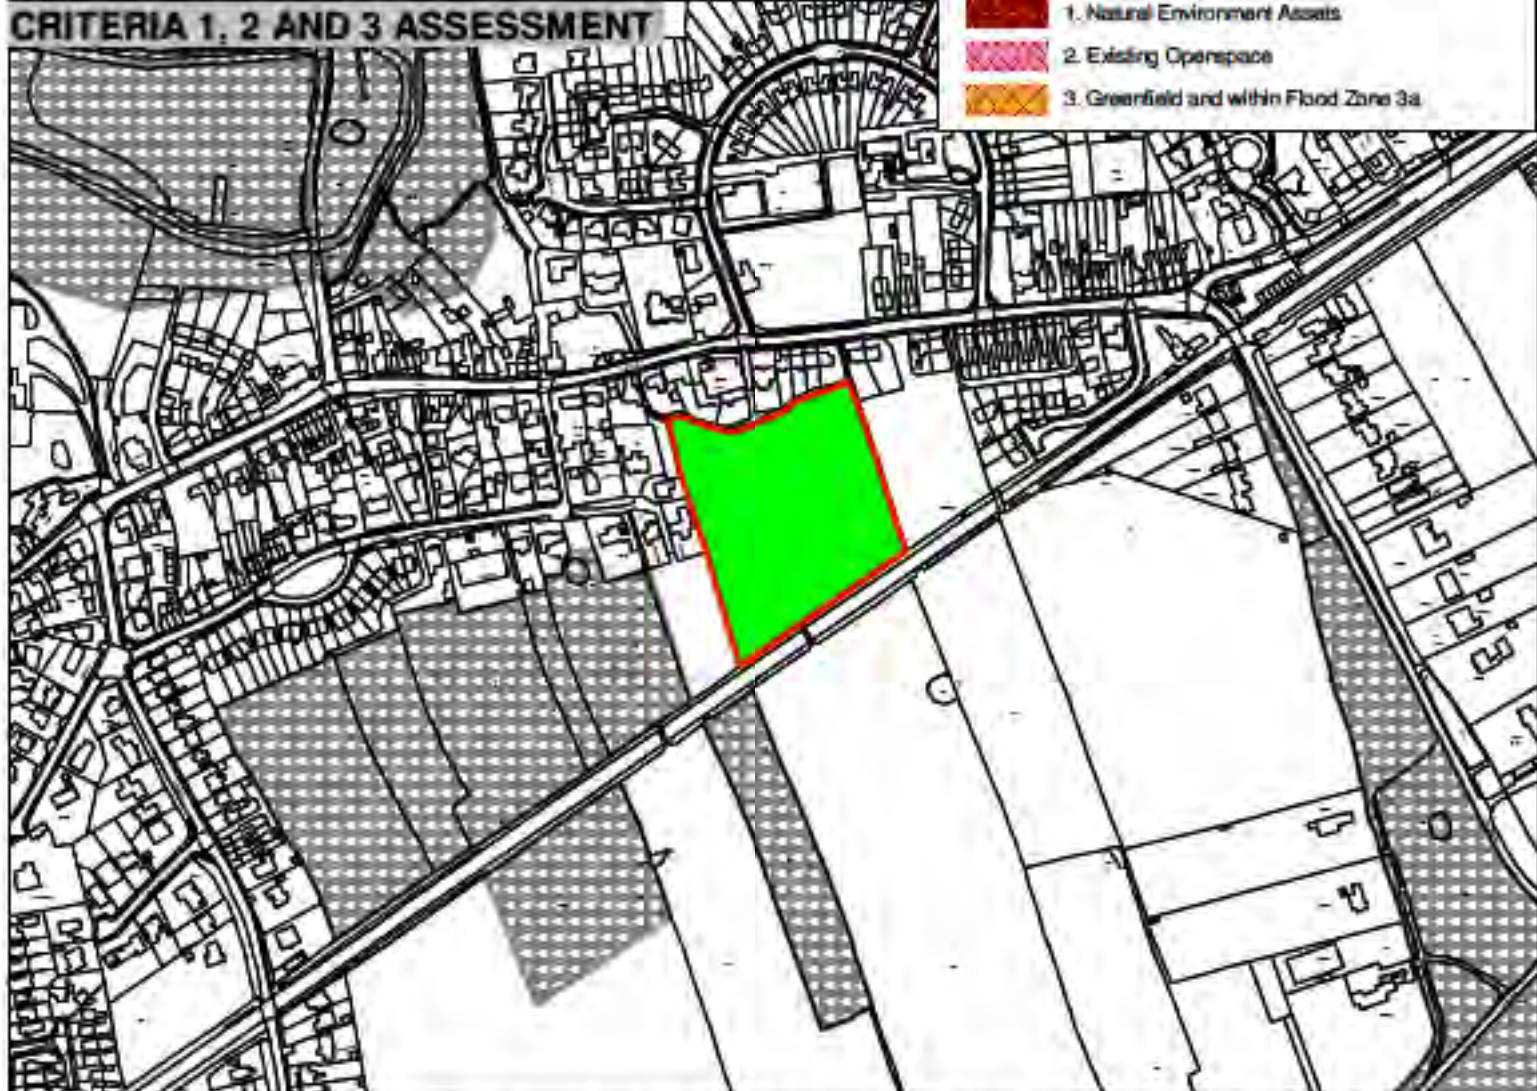 CRITERIA 1, 2 AND 3 ASSESSMENT
1. Natural Environment Assets
2. Existing Openspace
3. Greenfield and within Flood Zone 3a